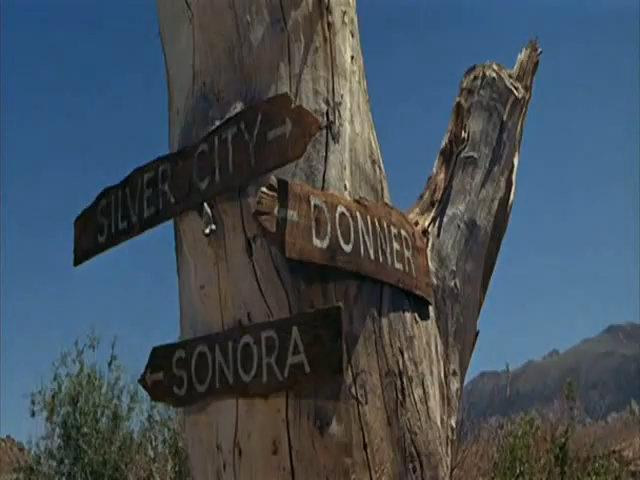 SILVER CITY →
← DONNER
← SONORA